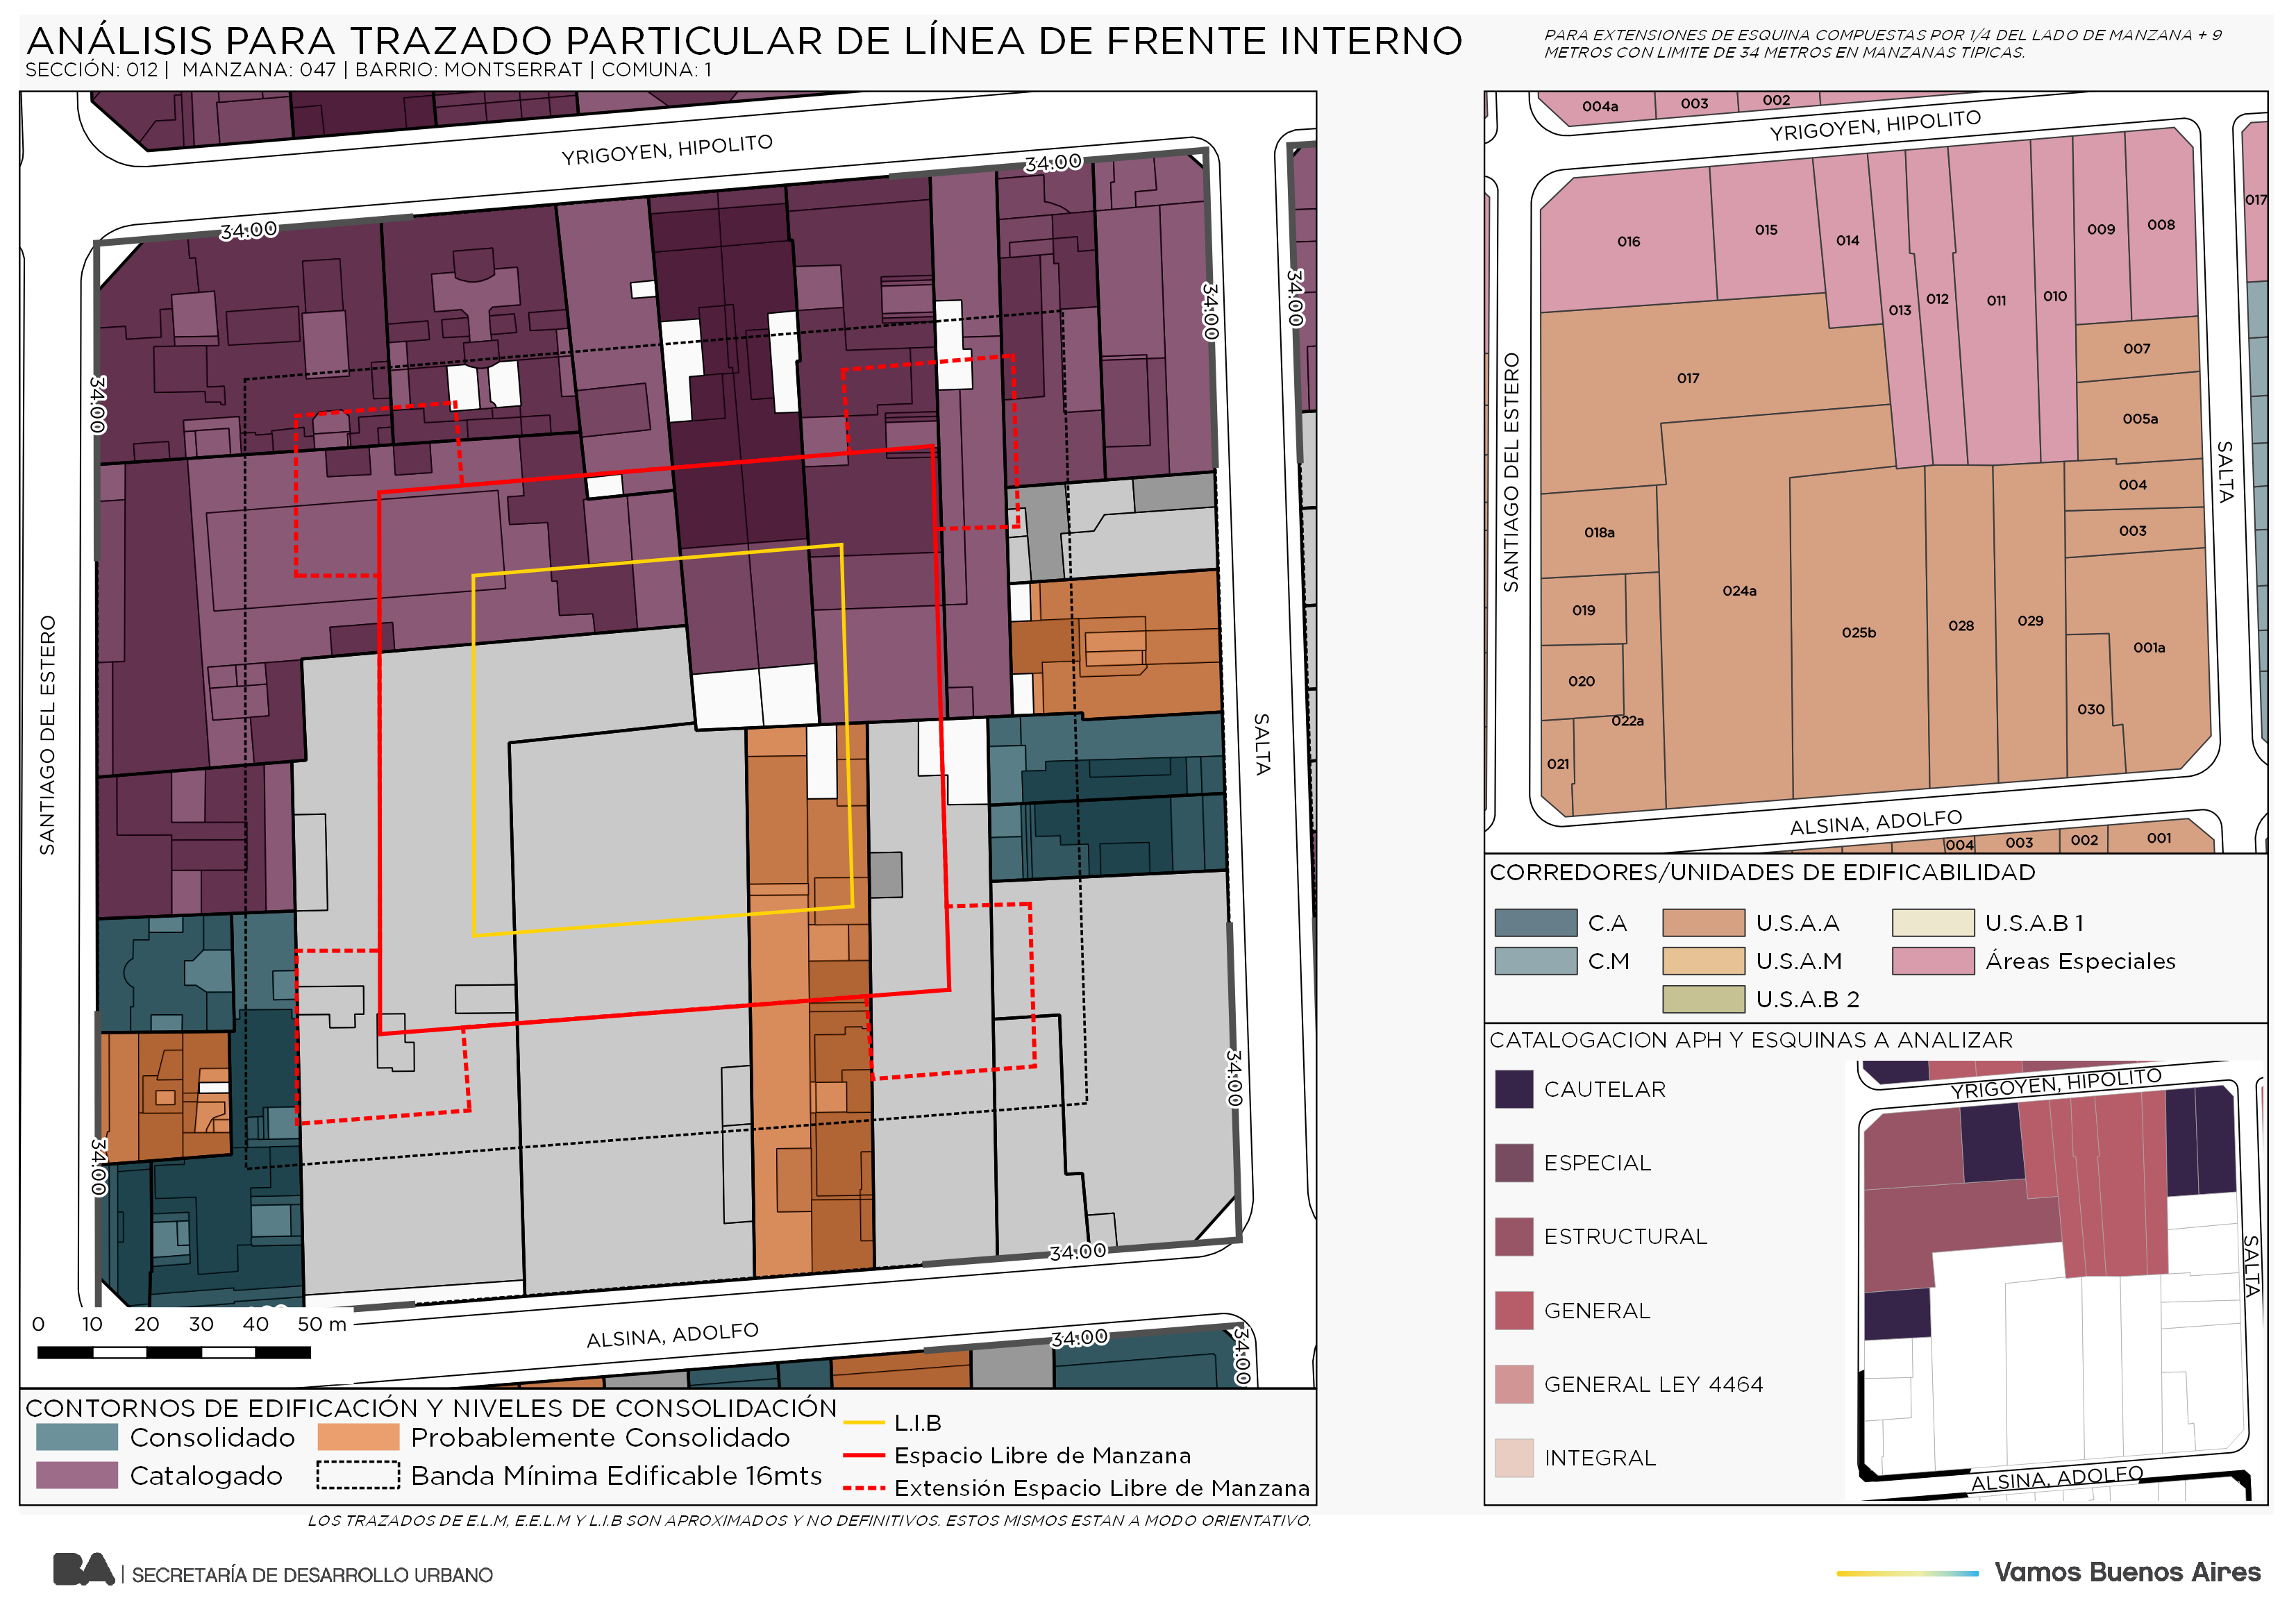 ANÁLISIS PARA TRAZADO PARTICULAR DE LÍNEA DE FRENTE INTERNO
SECCIÓN: 012 | MANZANA: 047 | BARRIO: MONTSERRAT | COMUNA: 1
PARA EXTENSIONES DE ESQUINA COMPUESTAS POR 1/4 DEL LADO DE MANZANA + 9
METROS CON LIMITE DE 34 METROS EN MANZANAS TIPICAS.
YRIGOYEN, HIPOLITO
34:00
34:00
34:00
34:00
34:00
SANTIAGO DEL ESTERO
SALTA
34:00
34:00
34:00
ALSINA, ADOLFO
34:00
34:00
0 10 20 30 40 50 m
CONTORNOS DE EDIFICACIÓN Y NIVELES DE CONSOLIDACIÓN
Consolidado
Probablemente Consolidado
Catalogado
Banda Mínima Edificable 16mts
L.I.B
Espacio Libre de Manzana
Extensión Espacio Libre de Manzana
LOS TRAZADOS DE E.L.M, E.E.L.M Y L.I.B SON APROXIMADOS Y NO DEFINITIVOS. ESTOS MISMOS ESTAN A MODO ORIENTATIVO.
004a
003
002
YRIGOYEN, HIPOLITO
017
016
015
014
009
008
013
012
011
010
007
017
005a
SANTIAGO DEL ESTERO
SALTA
004
018a
003
024a
019
025b
028
029
001a
020
022a
030
021
ALSINA, ADOLFO
004
003
002
001
CORREDORES/UNIDADES DE EDIFICABILIDAD
C.A
U.S.A.A
U.S.A.B 1
C.M
U.S.A.M
Áreas Especiales
U.S.A.B 2
CATALOGACION APH Y ESQUINAS A ANALIZAR
CAUTELAR
ESPECIAL
ESTRUCTURAL
GENERAL
GENERAL LEY 4464
INTEGRAL
YRIGOYEN, HIPOLITO
SALTA
ALSINA, ADOLFO
BA | SECRETARÍA DE DESARROLLO URBANO
Vamos Buenos Aires